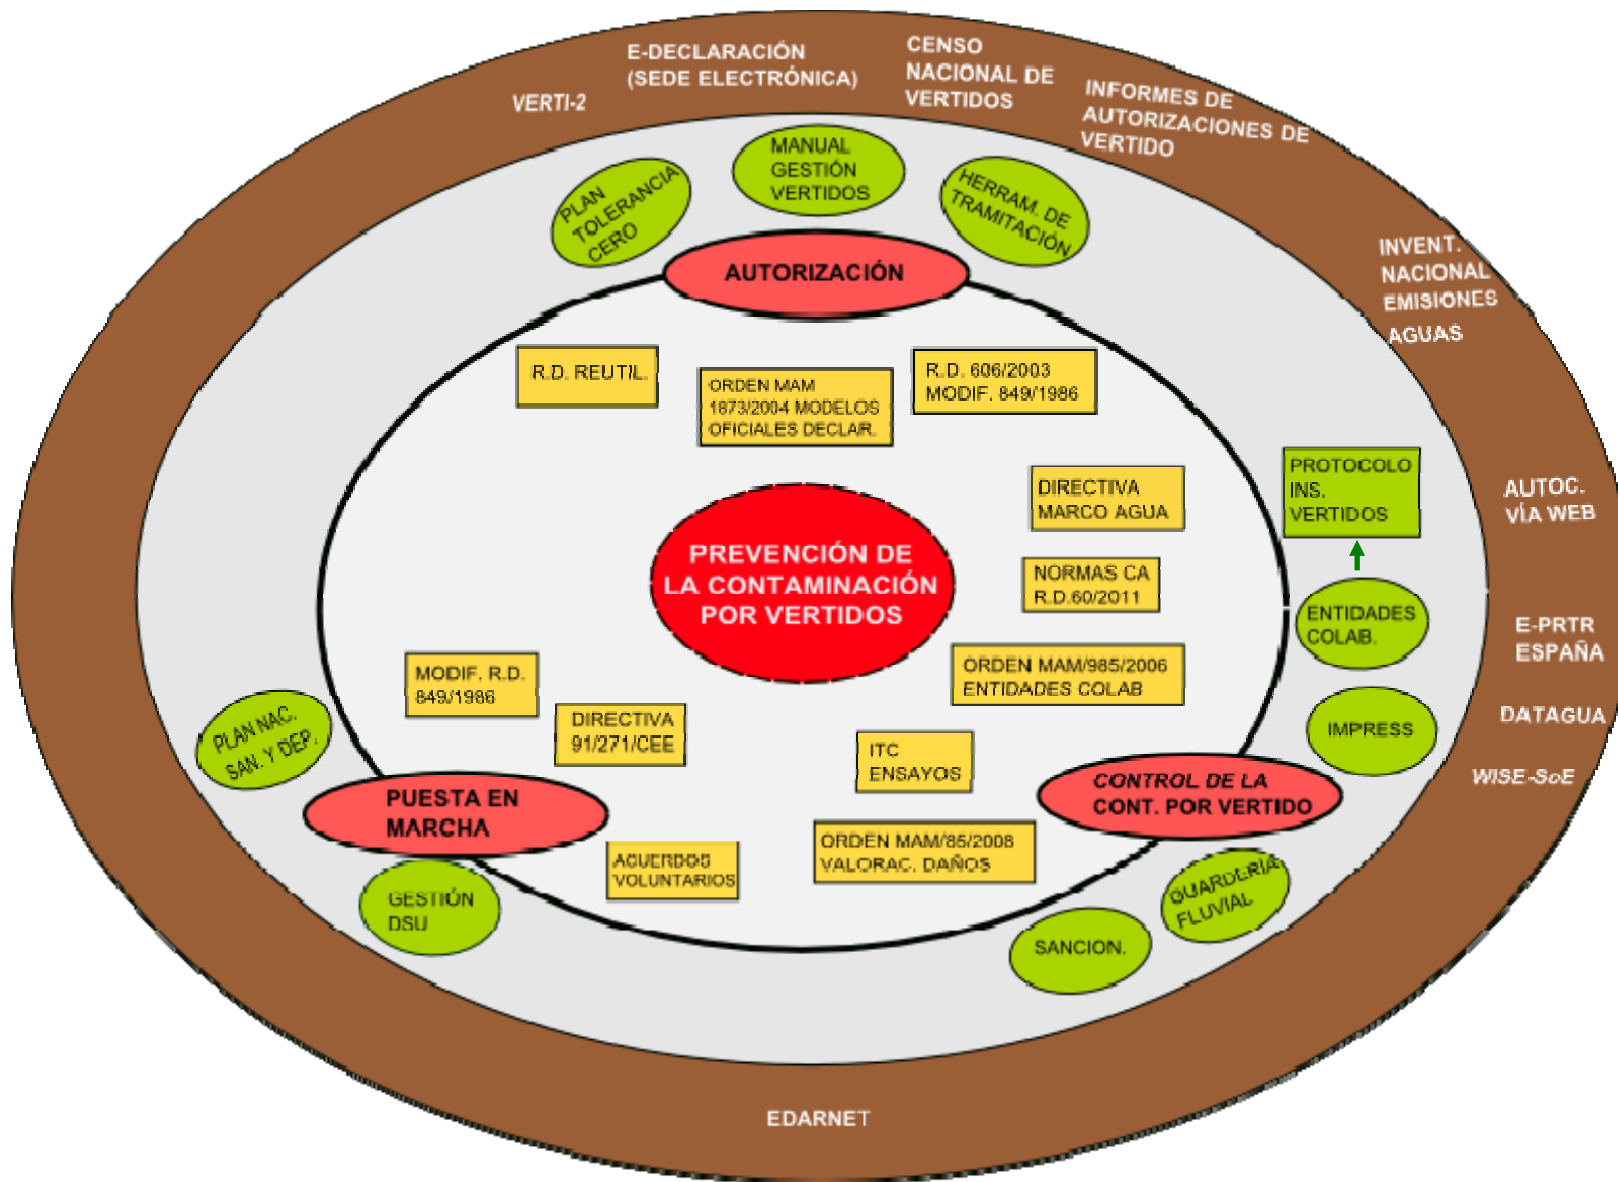 VERTI-2
E-DECLARACIÓN
(SEDE ELECTRÓNICA)
CENSO
NACIONAL DE
VERTIDOS
INFORMES DE
AUTORIZACIONES DE
VERTIDO
INVENT.
NACIONAL
EMISIONES
AGUAS
AUTOC.
VÍA WEB
E-PRTR
ESPAÑA
DATAGUA
WISE-SoE
EDARNET
PLAN
TOLERANCIA
CERO
MANUAL
GESTIÓN
VERTIDOS
HERRAM. DE
TRAMITACIÓN
AUTORIZACIÓN
R.D. REUTIL.
ORDEN MAM
1873/2004 MODELOS
OFICIALES DECLAR.
R.D. 606/2003
MODIF. 849/1986
DIRECTIVA
MARCO AGUA
NORMAS CA
R.D.60/2011
ORDEN MAM/985/2006
ENTIDADES COLAB
PREVENCIÓN DE
LA CONTAMINACIÓN
POR VERTIDOS
PROTOCOLO
INS.
VERTIDOS
ENTIDADES
COLAB.
IMPRESS
MODIF. R.D.
849/1986
DIRECTIVA
91/271/CEE
ITC
ENSAYOS
CONTROL DE LA
CONT. POR VERTIDO
PLAN NAC.
SAN. Y DEP.
PUESTA EN
MARCHA
ACUERDOS
VOLUNTARIOS
ORDEN MAM/85/2008
VALORAC. DAÑOS
GESTIÓN
DSU
SANCION.
GUARDERÍA
FLUVIAL